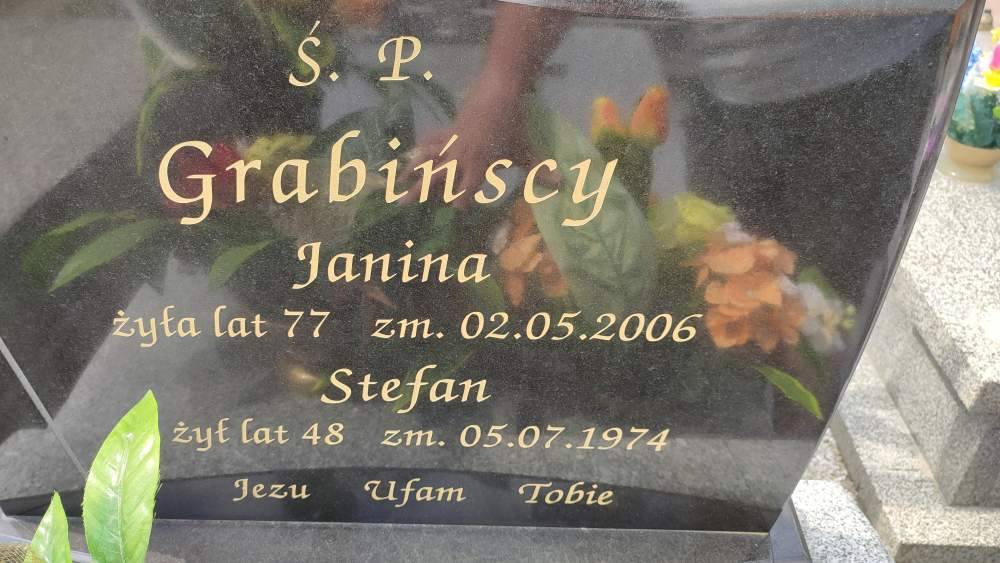 Ś. P.
Grabińscy
Janina
żyła lat 77 zm. 02.05.2006
Stefan
żył lat 48 zm. 05.07.1974
Jezu Ufam Tobie